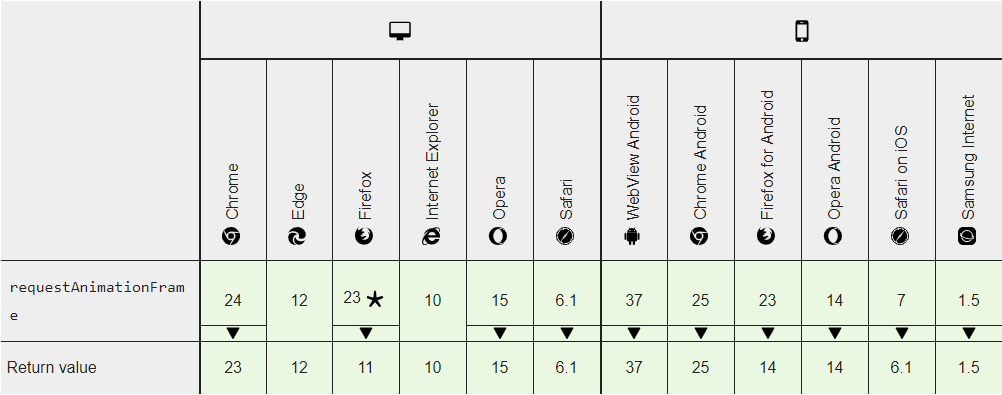 Chrome
Edge
Firefox
Internet Explorer
Opera
Safari
WebView Android
Chrome Android
Firefox for Android
Opera Android
Safari on iOS
Samsung Internet
requestAnimationFram
e
24 12 23 10 15 6.1 37 25 23 14 7 1.5
Return value 23 12 11 10 15 6.1 37 25 14 14 6.1 1.5